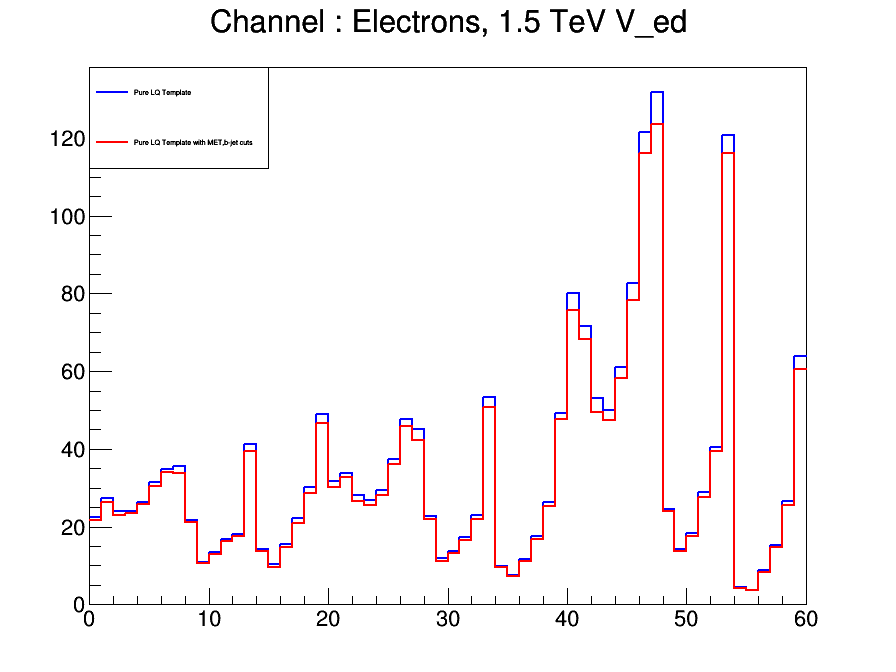 Channel : Electrons, 1.5 TeV V_ed
Pure LQ Template
Pure LQ Template with MET,b-jet cuts
120
100
80
60
40
20
0
0 10 20 30 40 50 60